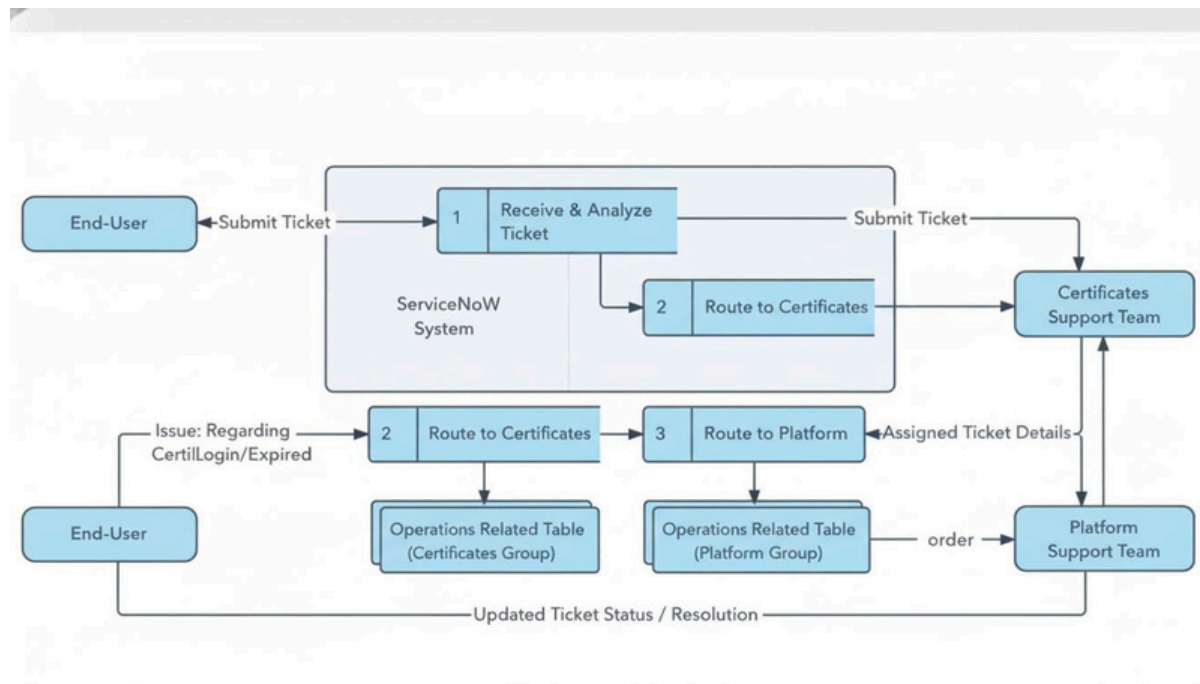 End-User
Submit Ticket
1
Receive & Analyze
Ticket
Submit Ticket
ServiceNoW
System
2
Route to Certificates
Certificates
Support Team
Issue: Regarding
CertilLogin/Expired
2
Route to Certificates
3
Route to Platform
Assigned Ticket Details
End-User
Operations Related Table
(Certificates Group)
Operations Related Table
(Platform Group)
order
Platform
Support Team
Updated Ticket Status / Resolution